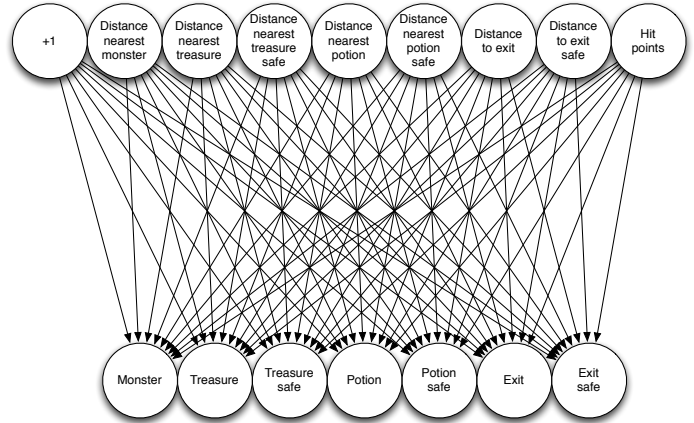 +1
Distance
nearest
monster
Distance
nearest
treasure
Distance
nearest
treasure
safe
Distance
nearest
potion
Distance
nearest
potion
safe
Distance
to exit
Distance
to exit
safe
Hit
points
Monster
Treasure
Treasure
safe
Potion
Potion
safe
Exit
Exit
safe